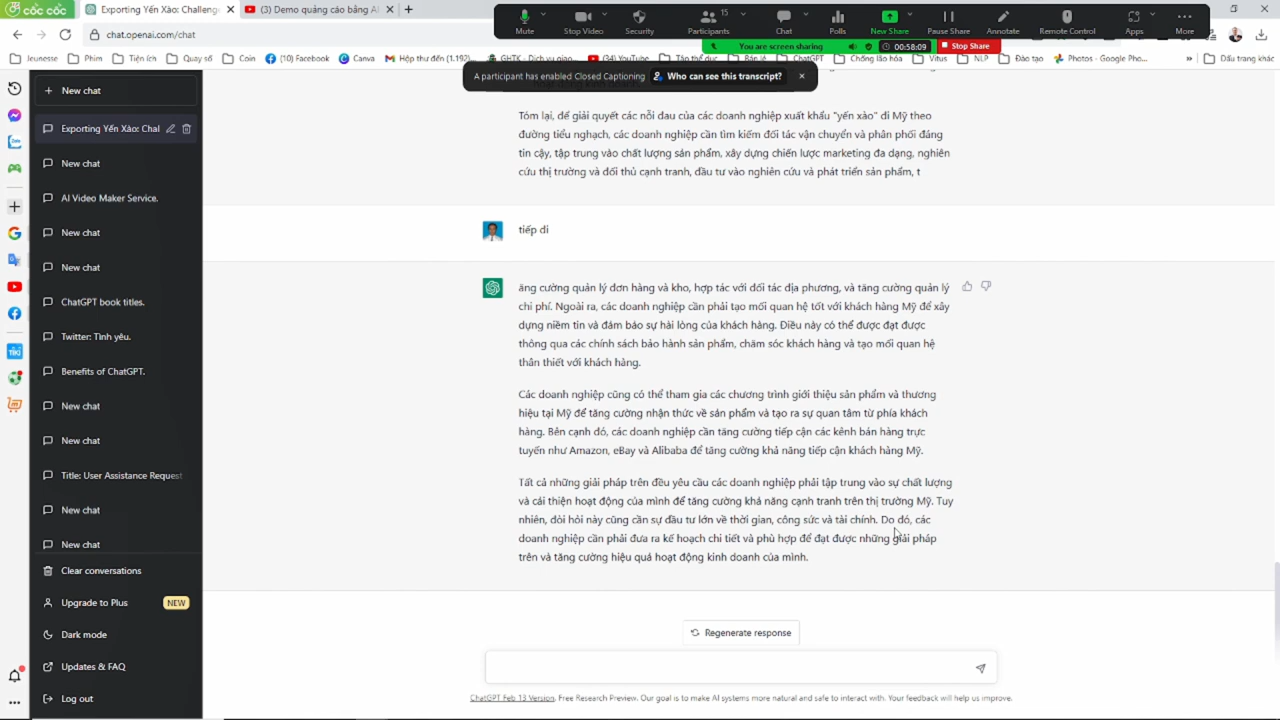 cốc cốc
Exporting Yến Xào: Challeng
(3) Demo quảng cáo bằng AI
chat.openai.com/chat
Mute
Stop Video
Security
15
Participants
Chat
Polls
New Share
Pause Share
Annotate
Remote Control
Apps
More
You are screen sharing
00:58:09
Stop Share
Jeunesse
Phim
Tiện ích
Quay số
Coin
(10) Facebook
Canva
Hộp thư đến (1.192)
GHTK - Dịch vụ giao
(34) YouTube
Tập thể dục
Bán lẻ
ChatGPT
Chống lão hóa
Virtus
NLP
Đào tạo
Photos - Google Pho...
Dấu trang khác
A participant has enabled Closed Captioning
Who can see this transcript?
New chat
Exporting Yến Xào: Chal
New chat
AI Video Maker Service.
New chat
New chat
ChatGPT book titles.
Twitter: Tình yêu.
Benefits of ChatGPT.
New chat
New chat
Title: User Assistance Request
New chat
New chat
Clear conversations
Upgrade to Plus
NEW
Dark mode
Updates & FAQ
Log out
Tóm lại, để giải quyết các nỗi đau của các doanh nghiệp xuất khẩu "yến xào" đi Mỹ theo
đường tiểu nghạch, các doanh nghiệp cần tìm kiếm đối tác vận chuyển và phân phối đáng
tin cậy, tập trung vào chất lượng sản phẩm, xây dựng chiến lược marketing đa dạng, nghiên
cứu thị trường và đối thủ cạnh tranh, đầu tư vào nghiên cứu và phát triển sản phẩm, t
tiếp đi
ăng cường quản lý đơn hàng và kho, hợp tác với đối tác địa phương, và tăng cường quản lý
chi phí. Ngoài ra, các doanh nghiệp cần phải tạo mối quan hệ tốt với khách hàng Mỹ để xây
dựng niềm tin và đảm bảo sự hài lòng của khách hàng. Điều này có thể được đạt được
thông qua các chính sách bảo hành sản phẩm, chăm sóc khách hàng và tạo mối quan hệ
thân thiết với khách hàng.
Các doanh nghiệp cũng có thể tham gia các chương trình giới thiệu sản phẩm và thương
hiệu tại Mỹ để tăng cường nhận thức về sản phẩm và tạo ra sự quan tâm từ phía khách
hàng. Bên cạnh đó, các doanh nghiệp cần tăng cường tiếp cận các kênh bán hàng trực
tuyến như Amazon, eBay và Alibaba để tăng cường khả năng tiếp cận khách hàng Mỹ.
Tất cả những giải pháp trên đều yêu cầu các doanh nghiệp phải tập trung vào sự chất lượng
và cải thiện hoạt động của mình để tăng cường khả năng cạnh tranh trên thị trường Mỹ. Tuy
nhiên, đòi hỏi này cũng cần sự đầu tư lớn về thời gian, công sức và tài chính. Do đó, các
doanh nghiệp cần phải đưa ra kế hoạch chi tiết và phù hợp để đạt được những giải pháp
trên và tăng cường hiệu quả hoạt động kinh doanh của mình.
Regenerate response
ChatGPT Feb 13 Version. Free Research Preview. Our goal is to make AI systems more natural and safe to interact with. Your feedback will help us improve.